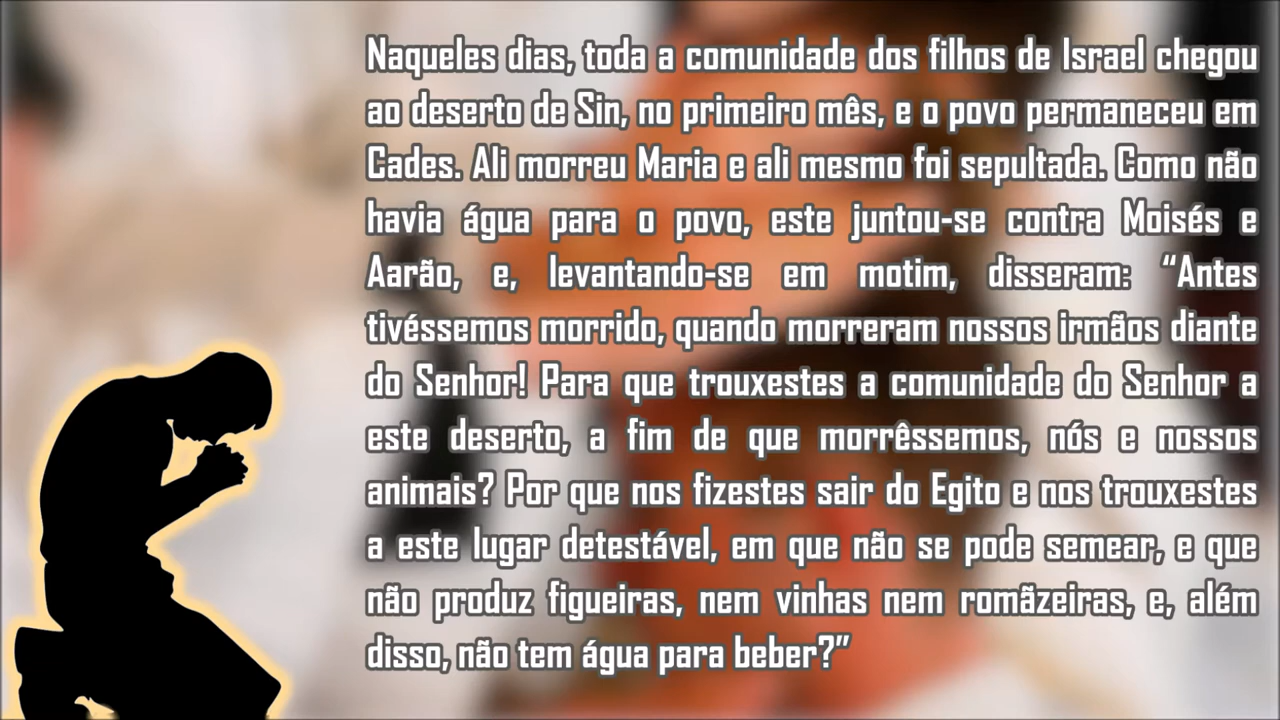 Naqueles dias, toda a comunidade dos filhos de Israel chegou
ao deserto de Sin, no primeiro mês, e o povo permaneceu em
Cades. Ali morreu Maria e ali mesmo foi sepultada. Como não
havia água para o povo, este juntou-se contra Moisés e
Aarão, e, levantando-se em motim, disseram: “Antes
tivéssemos morrido, quando morreram nossos irmãos diante
do Senhor! Para que trouxestes a comunidade do Senhor a
este deserto, a fim de que morrêssemos, nós e nossos
animais? Por que nos fizestes sair do Egito e nos trouxestes
a este lugar detestável, em que não se pode semear, e que
não produz figueiras, nem vinhas nem romãzeiras, e, além
disso, não tem água para beber?”